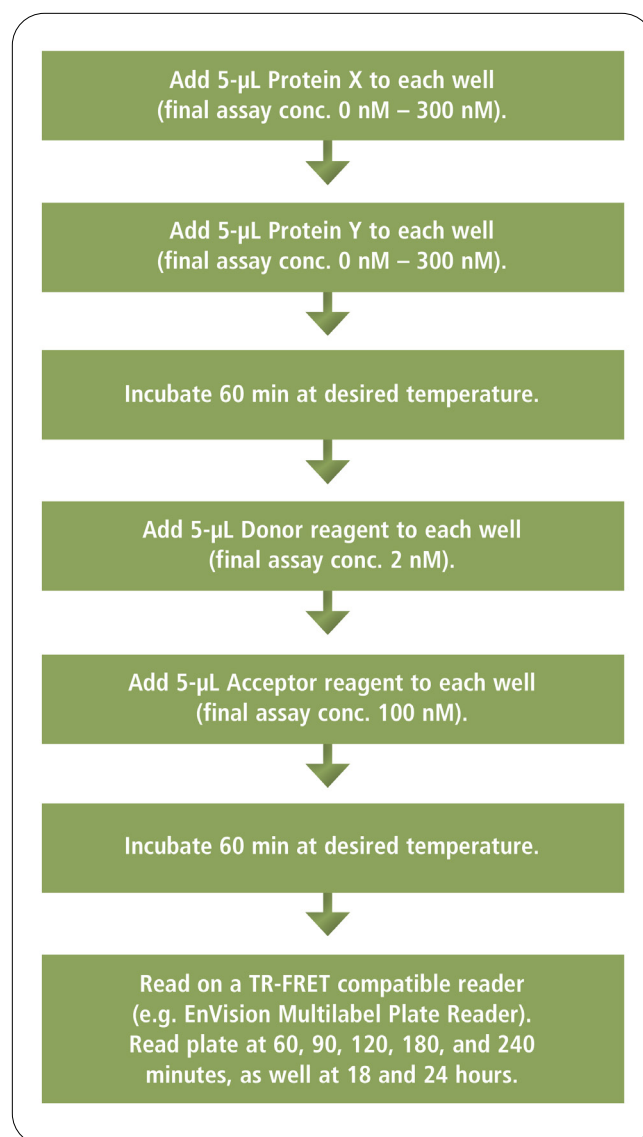 Add 5-µL Protein X to each well
(final assay conc. 0 nM – 300 nM).
Add 5-µL Protein Y to each well
(final assay conc. 0 nM – 300 nM).
Incubate 60 min at desired temperature.
Add 5-µL Donor reagent to each well
(final assay conc. 2 nM).
Add 5-µL Acceptor reagent to each well
(final assay conc. 100 nM).
Incubate 60 min at desired temperature.
Read on a TR-FRET compatible reader
(e.g. EnVision Multilabel Plate Reader).
Read plate at 60, 90, 120, 180, and 240
minutes, as well at 18 and 24 hours.